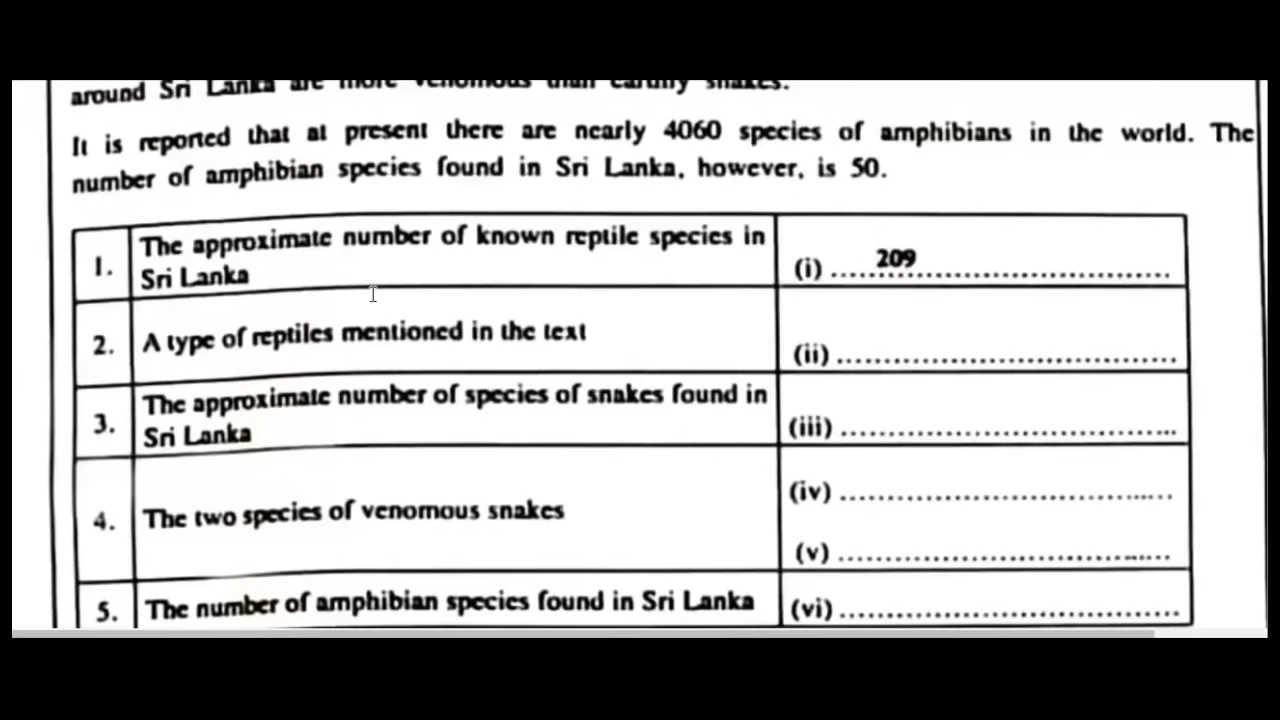 around Sri Lanka are more venomous than earthly snakes.
It is reported that at present there are nearly 4060 species of amphibians in the world. The
number of amphibian species found in Sri Lanka, however, is 50.
1. The approximate number of known reptile species in
Sri Lanka
(i) ..... 209 ................................
2. A type of reptiles mentioned in the text
(ii) ....................................
3. The approximate number of species of snakes found in
Sri Lanka
(iii) ....................................
4. The two species of venomous snakes
(iv) ....................................
(v) ....................................
5. The number of amphibian species found in Sri Lanka
(vi) ....................................